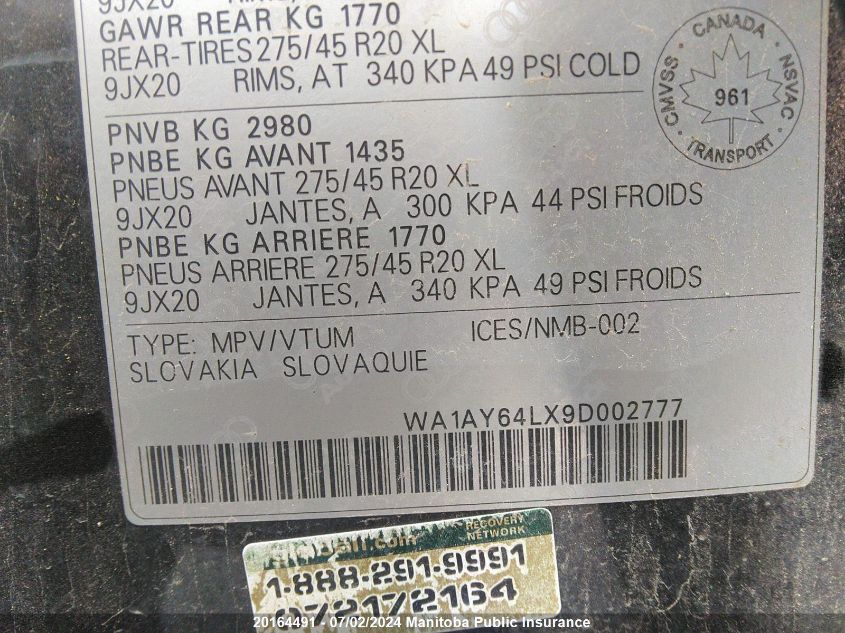 9JX20 RIMS,
GAWR REAR KG 1770
REAR-TIRES 275/45 R20 XL
9JX20 RIMS, AT 340 KPA 49 PSI COLD
CANADA
CMVSS NSVAC
961
TRANSPORT
PNVB KG 2980
PNBE KG AVANT 1435
PNEUS AVANT 275/45 R20 XL
9JX20 JANTES, A 300 KPA 44 PSI FROIDS
PNBE KG ARRIERE 1770
PNEUS ARRIERE 275/45 R20 XL
9JX20 JANTES, A 340 KPA 49 PSI FROIDS
TYPE: MPV/VTUM ICES/NMB-002
SLOVAKIA SLOVAQUIE
WA1AY64LX9D002777
RECOVERY
NETWORK
1-888-291-9991
072172164
20164491 - 07/02/2024 Manitoba Public Insurance